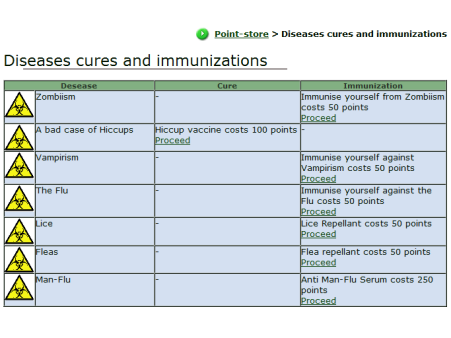 Point-store > Diseases cures and immunizations
Diseases cures and immunizations
Desease Cure Immunization
Zombiism - Immunise yourself from Zombiism
costs 50 points
Proceed
A bad case of Hiccups Hiccup vaccine costs 100 points -
Proceed
Vampirism - Immunise yourself against
Vampirism costs 50 points
Proceed
The Flu - Immunise yourself against the
Flu costs 50 points
Proceed
Lice - Lice Repellant costs 50 points
Proceed
Fleas - Flea repellant costs 50 points
Proceed
Man-Flu - Anti Man-Flu Serum costs 250
points
Proceed